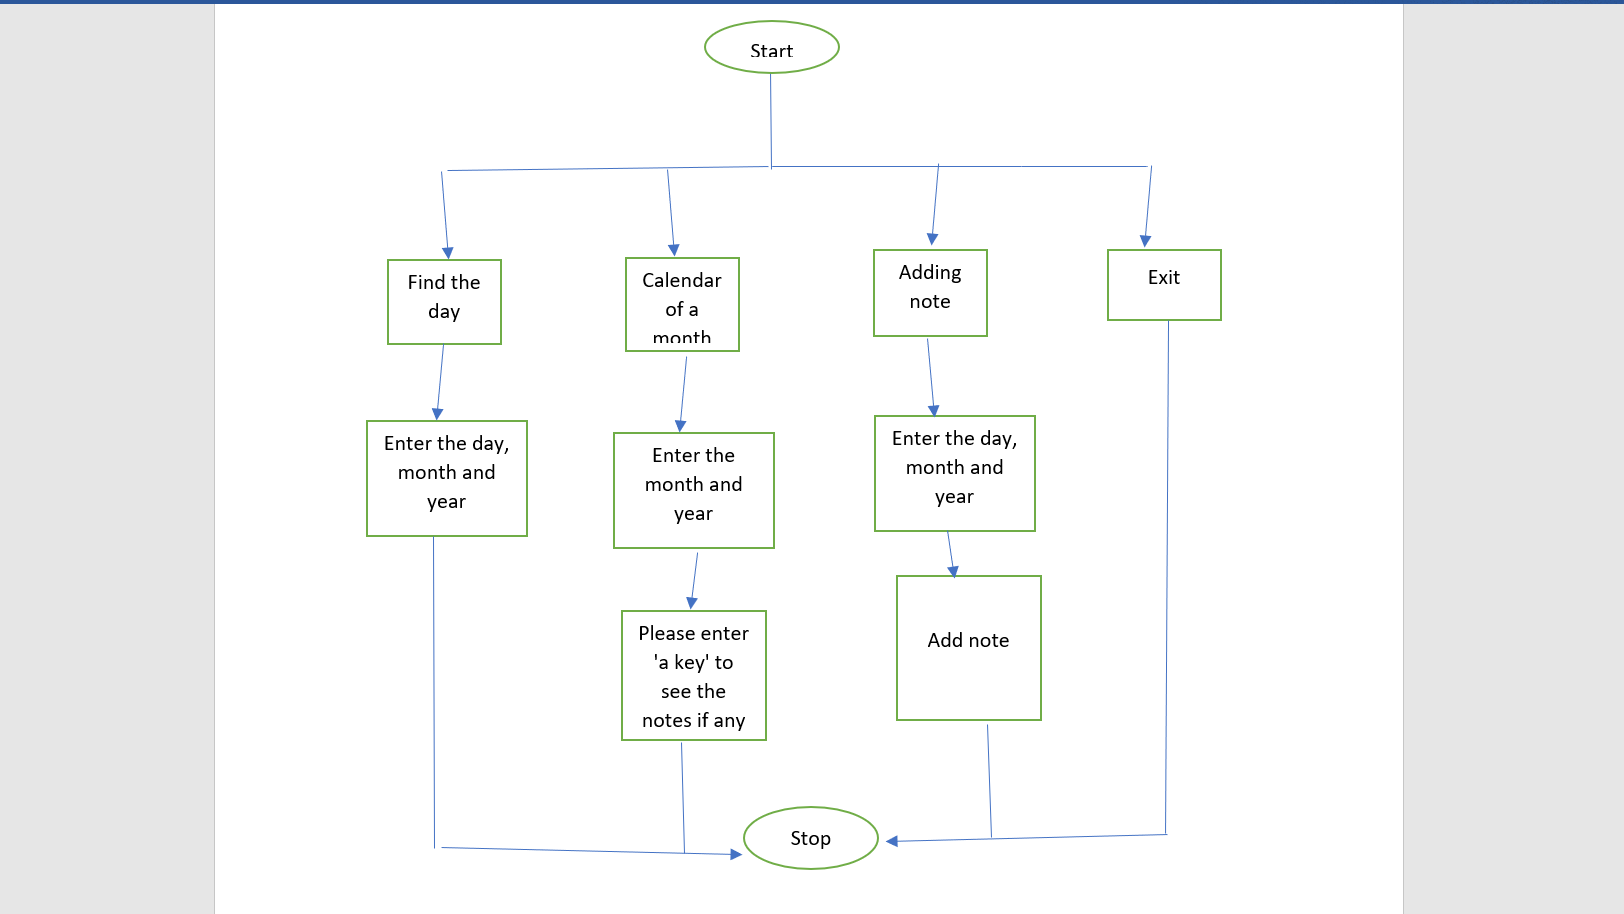 Start
Find the
day
Calendar
of a
month
Adding
note
Exit
Enter the day,
month and
year
Enter the
month and
year
Enter the day,
month and
year
Please enter
'a key' to
see the
notes if any
Add note
Stop